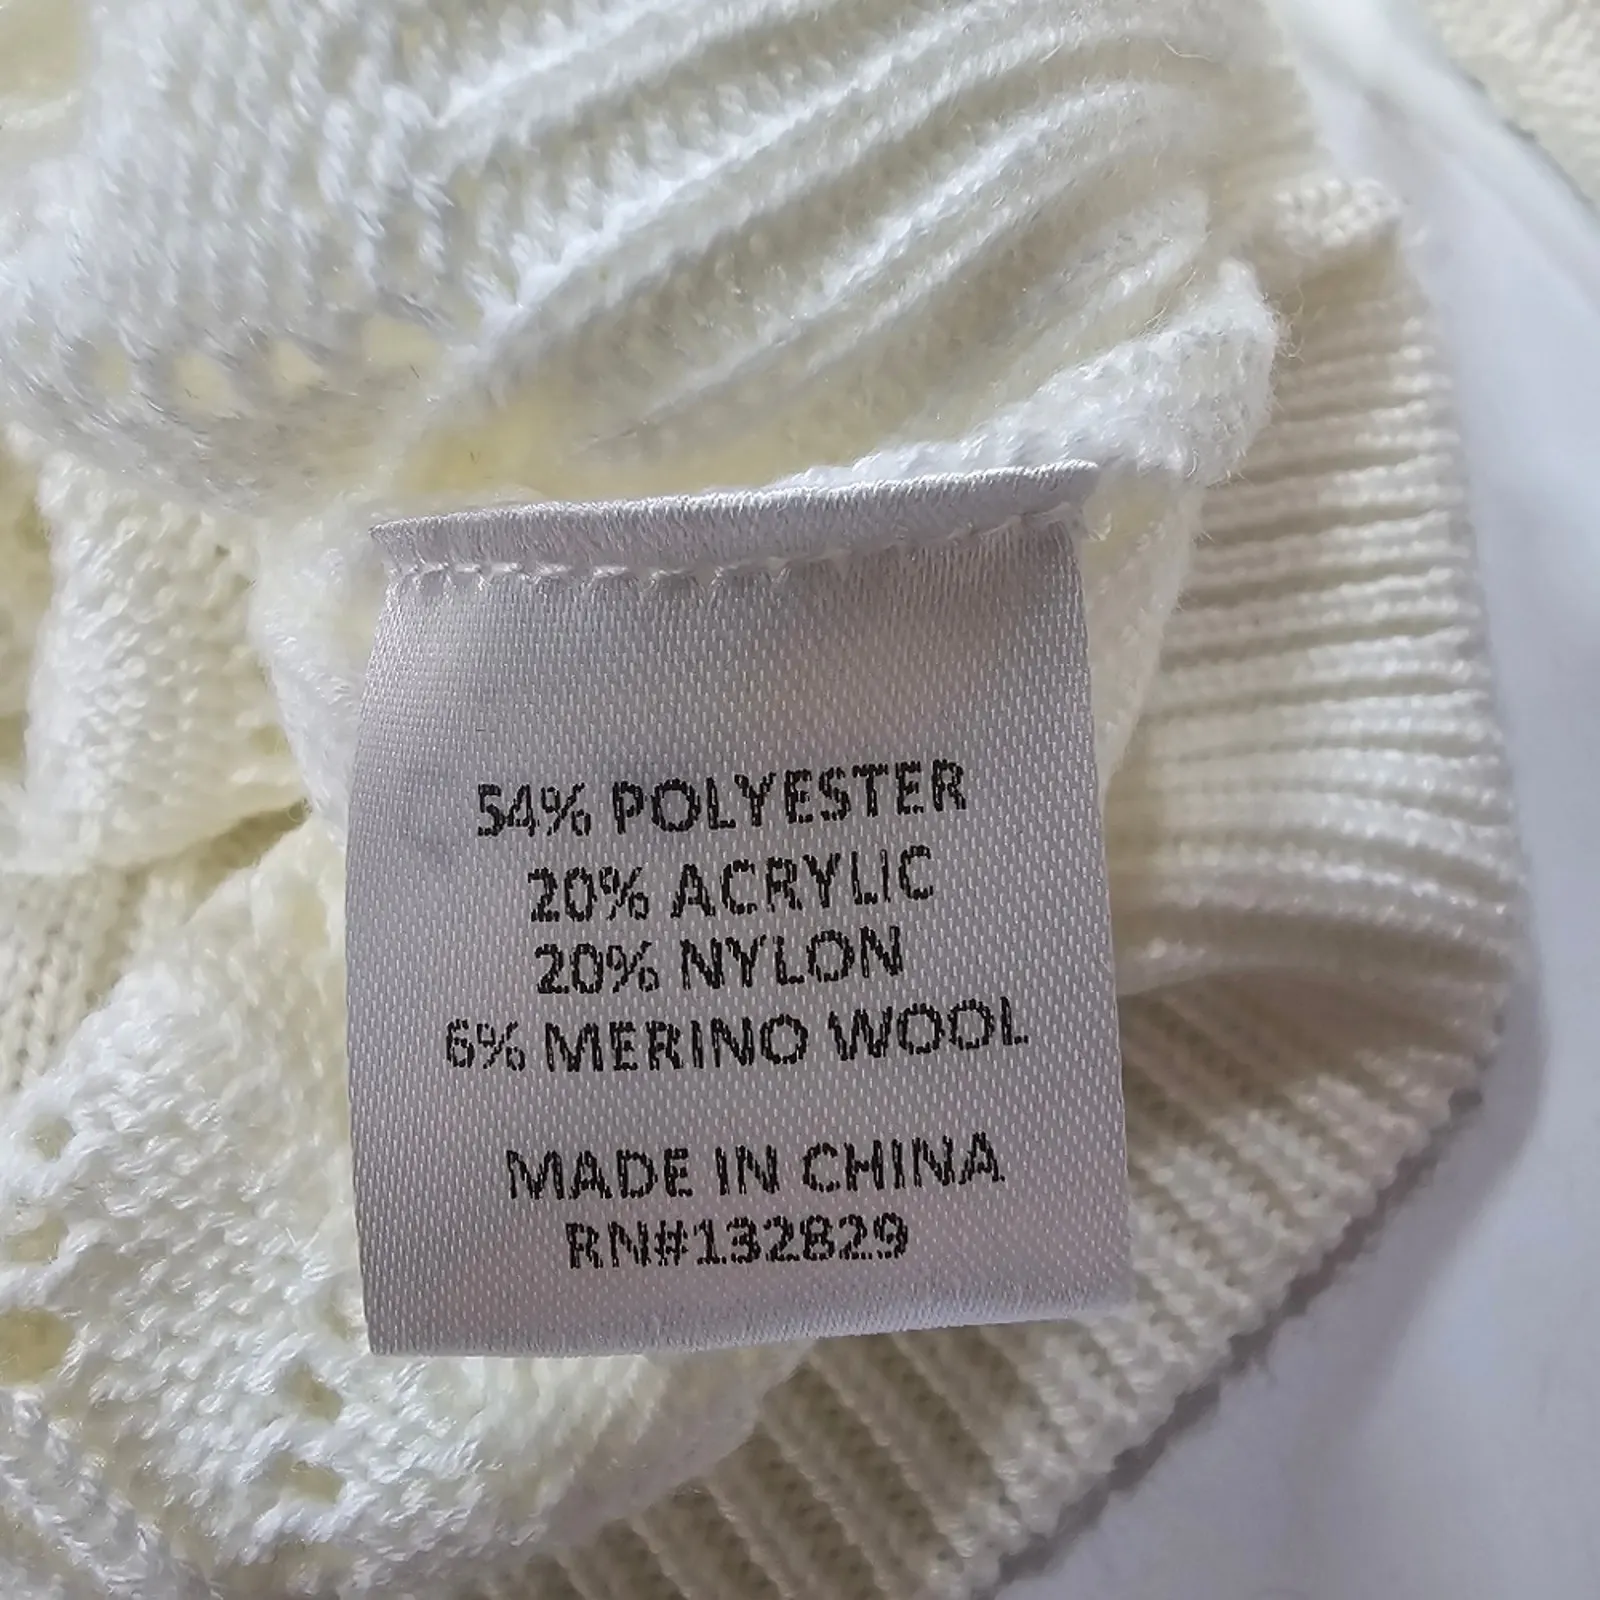 54% POLYESTER
20% ACRYLIC
20% NYLON
6% MERINO WOOL
MADE IN CHINA
RN#132829